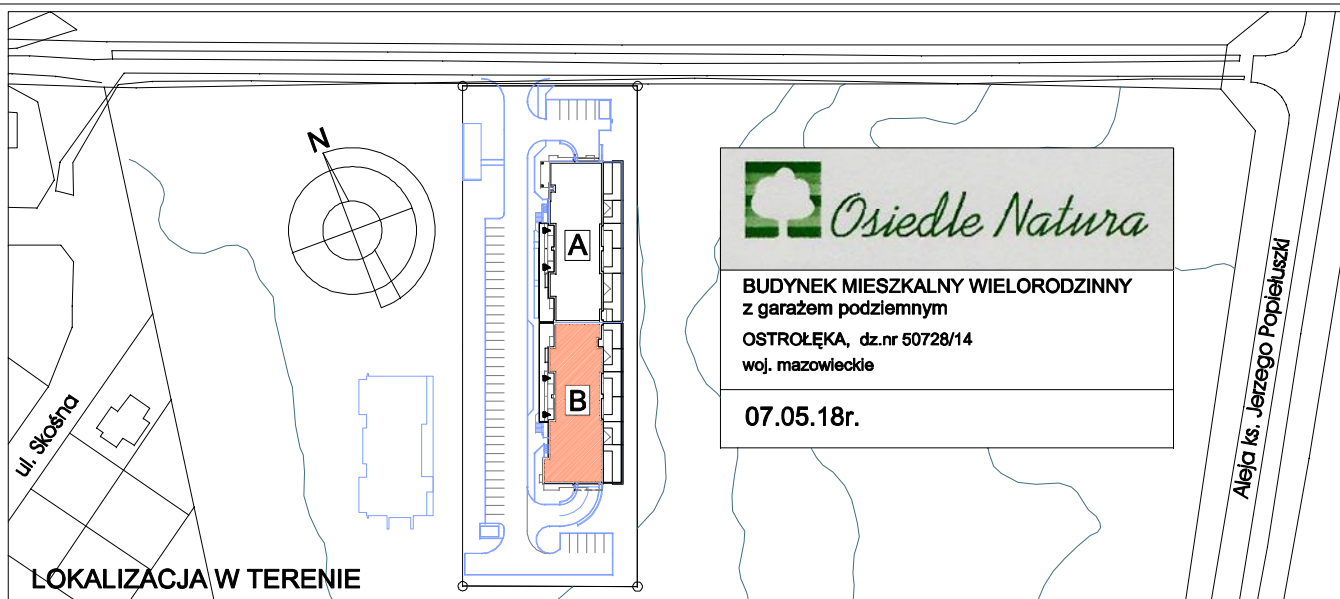 N
A
B
Osiedle Natura
BUDYNEK MIESZKALNY WIELORODZINNY
z garażem podziemnym
OSTROŁĘKA, dz.nr 50728/14
woj. mazowieckie
07.05.18r.
ul. Skośna
Aleja ks. Jerzego Popiełuszki
LOKALIZACJA W TERENIE